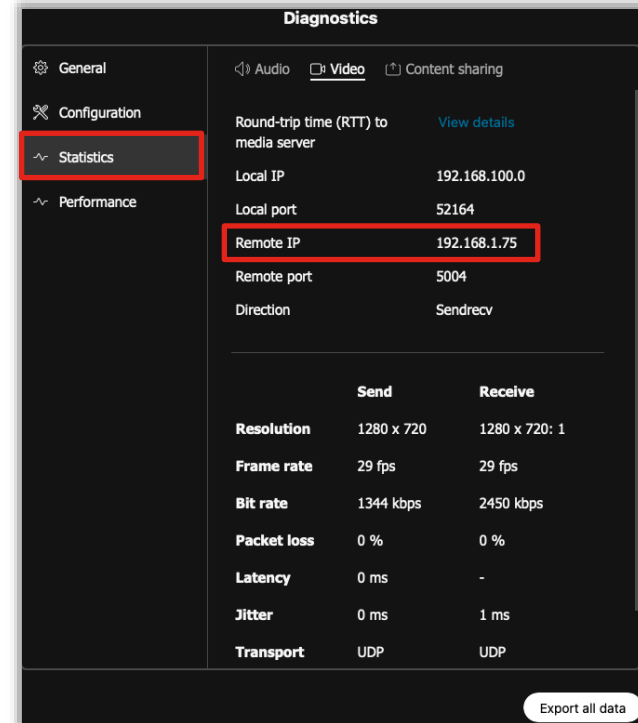 Diagnostics
General
Configuration
Statistics
Performance
Audio Video Content sharing
Round-trip time (RTT) to View details
media server
Local IP 192.168.100.0
Local port 52164
Remote IP 192.168.1.75
Remote port 5004
Direction Sendrecv
Send Receive
Resolution 1280 x 720 1280 x 720: 1
Frame rate 29 fps 29 fps
Bit rate 1344 kbps 2450 kbps
Packet loss 0 % 0 %
Latency 0 ms -
Jitter 0 ms 1 ms
Transport UDP UDP
Export all data